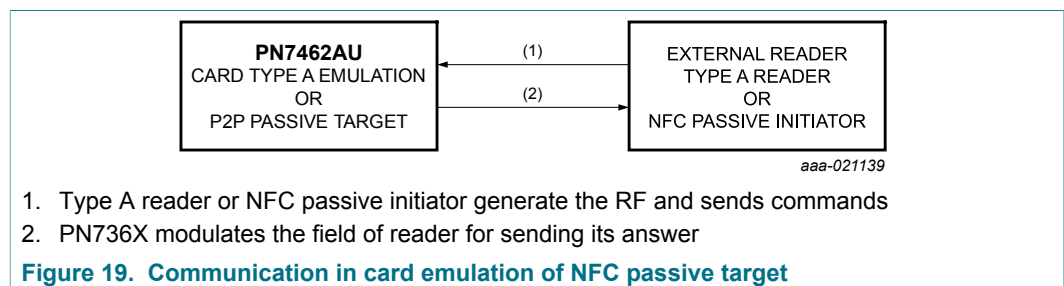 PN7462AU
CARD TYPE A EMULATION
OR
P2P PASSIVE TARGET
(1)
(2)
EXTERNAL READER
TYPE A READER
OR
NFC PASSIVE INITIATOR
aaa-021139
1. Type A reader or NFC passive initiator generate the RF and sends commands
2. PN736X modulates the field of reader for sending its answer
Figure 19. Communication in card emulation of NFC passive target